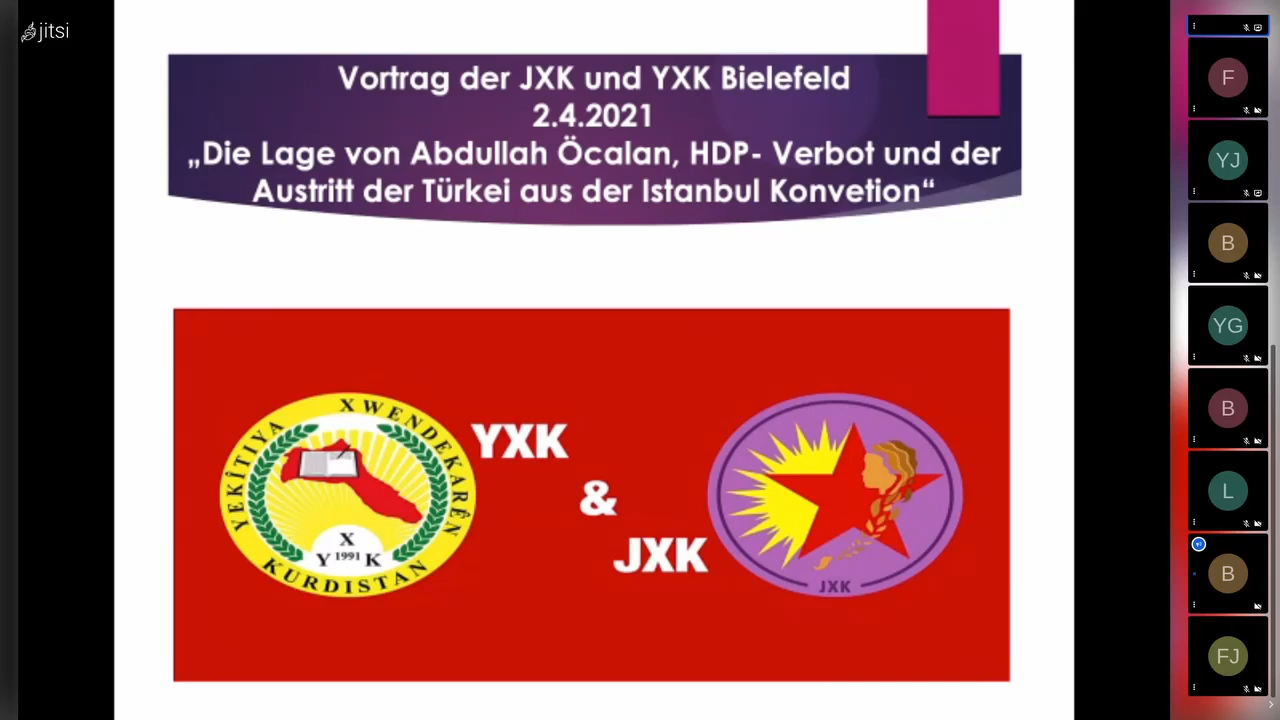 jitsi
Vortrag der JXK und YXK Bielefeld
2.4.2021
„Die Lage von Abdullah Öcalan, HDP- Verbot und der
Austritt der Türkei aus der Istanbul Konvetion“
YEKÎTIYA XWENDEKARÊN
KURDISTAN
X
Y 1991 K
YXK
&
JXK
JXK
F
YJ
B
YG
B
L
B
FJ